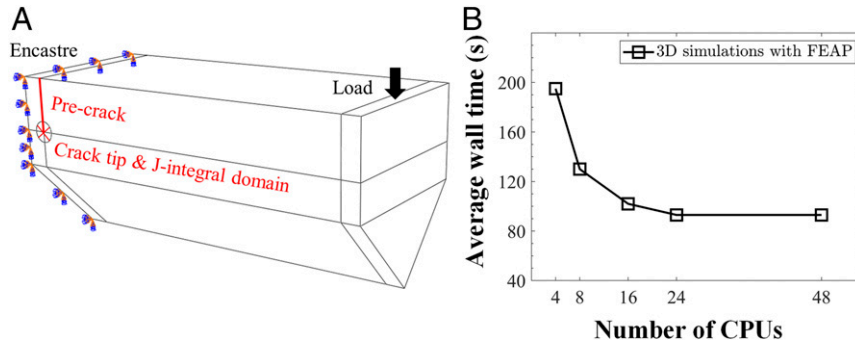 A
Encastre
Load
Pre-crack
Crack tip & J-integral domain
B
3D simulations with FEAP
Average wall time (s)
200
160
120
80
40
4 8 16 24 48
Number of CPUs